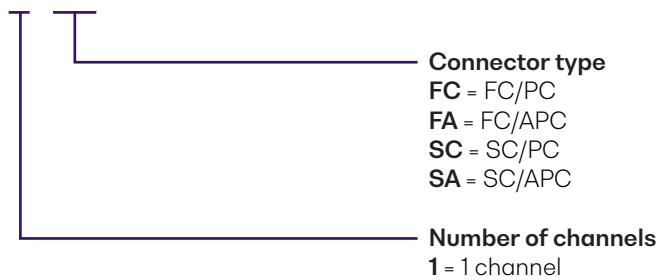 Connector type
FC = FC/PC
FA = FC/APC
SC = SC/PC
SA = SC/APC
Number of channels
1 = 1 channel